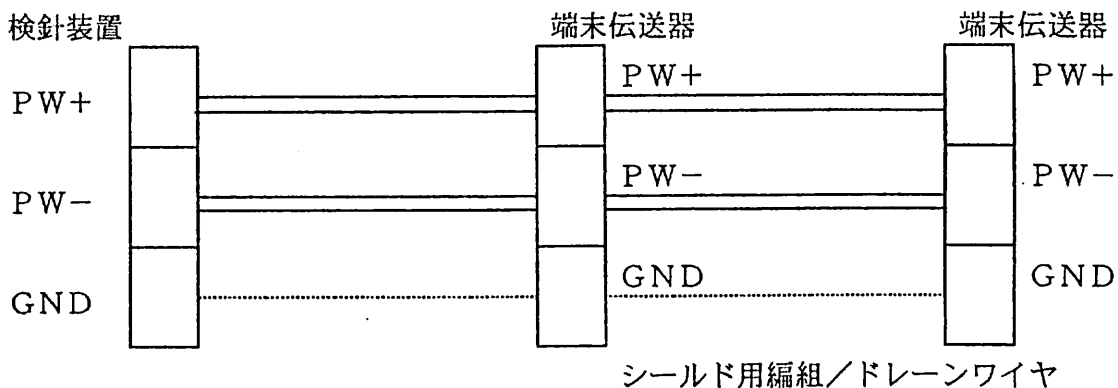 検針装置
端末伝送器
端末伝送器
PW+
PW+
PW+
PW−
PW−
PW−
GND
GND
GND
シールド用編組/ドレーンワイヤ